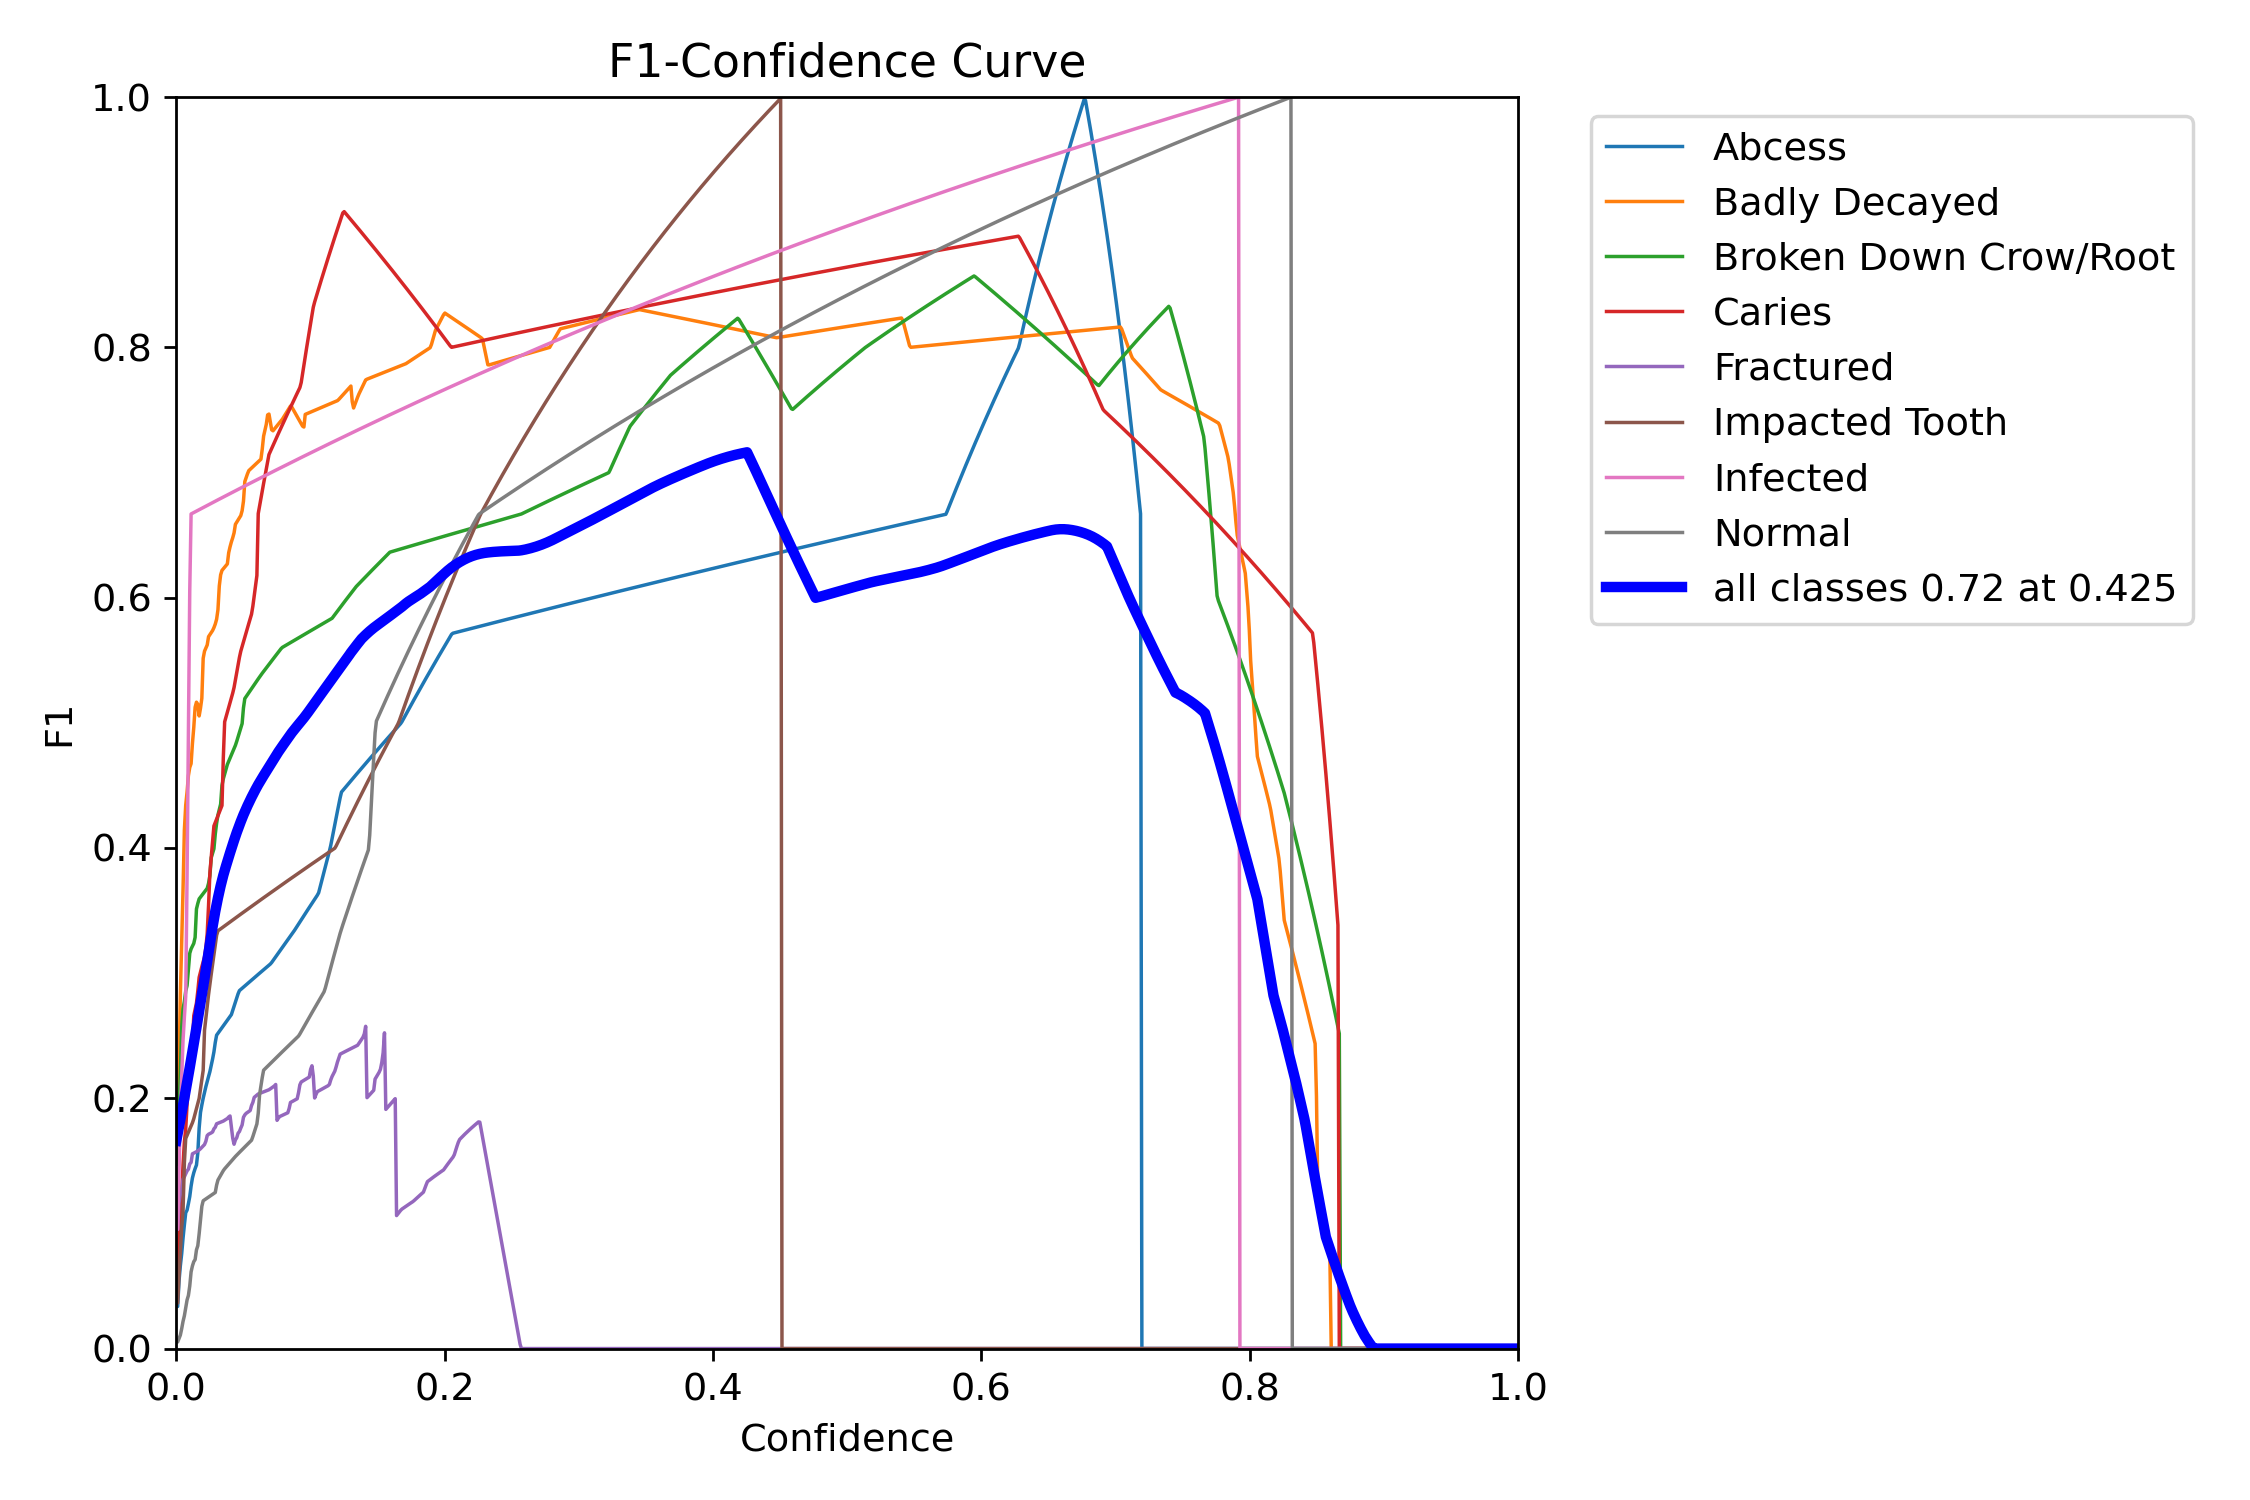 F1-Confidence Curve
1.0
0.8
0.6
0.4
0.2
0.0
F1
0.0 0.2 0.4 0.6 0.8 1.0
Confidence
Abcess
Badly Decayed
Broken Down Crow/Root
Caries
Fractured
Impacted Tooth
Infected
Normal
all classes 0.72 at 0.425